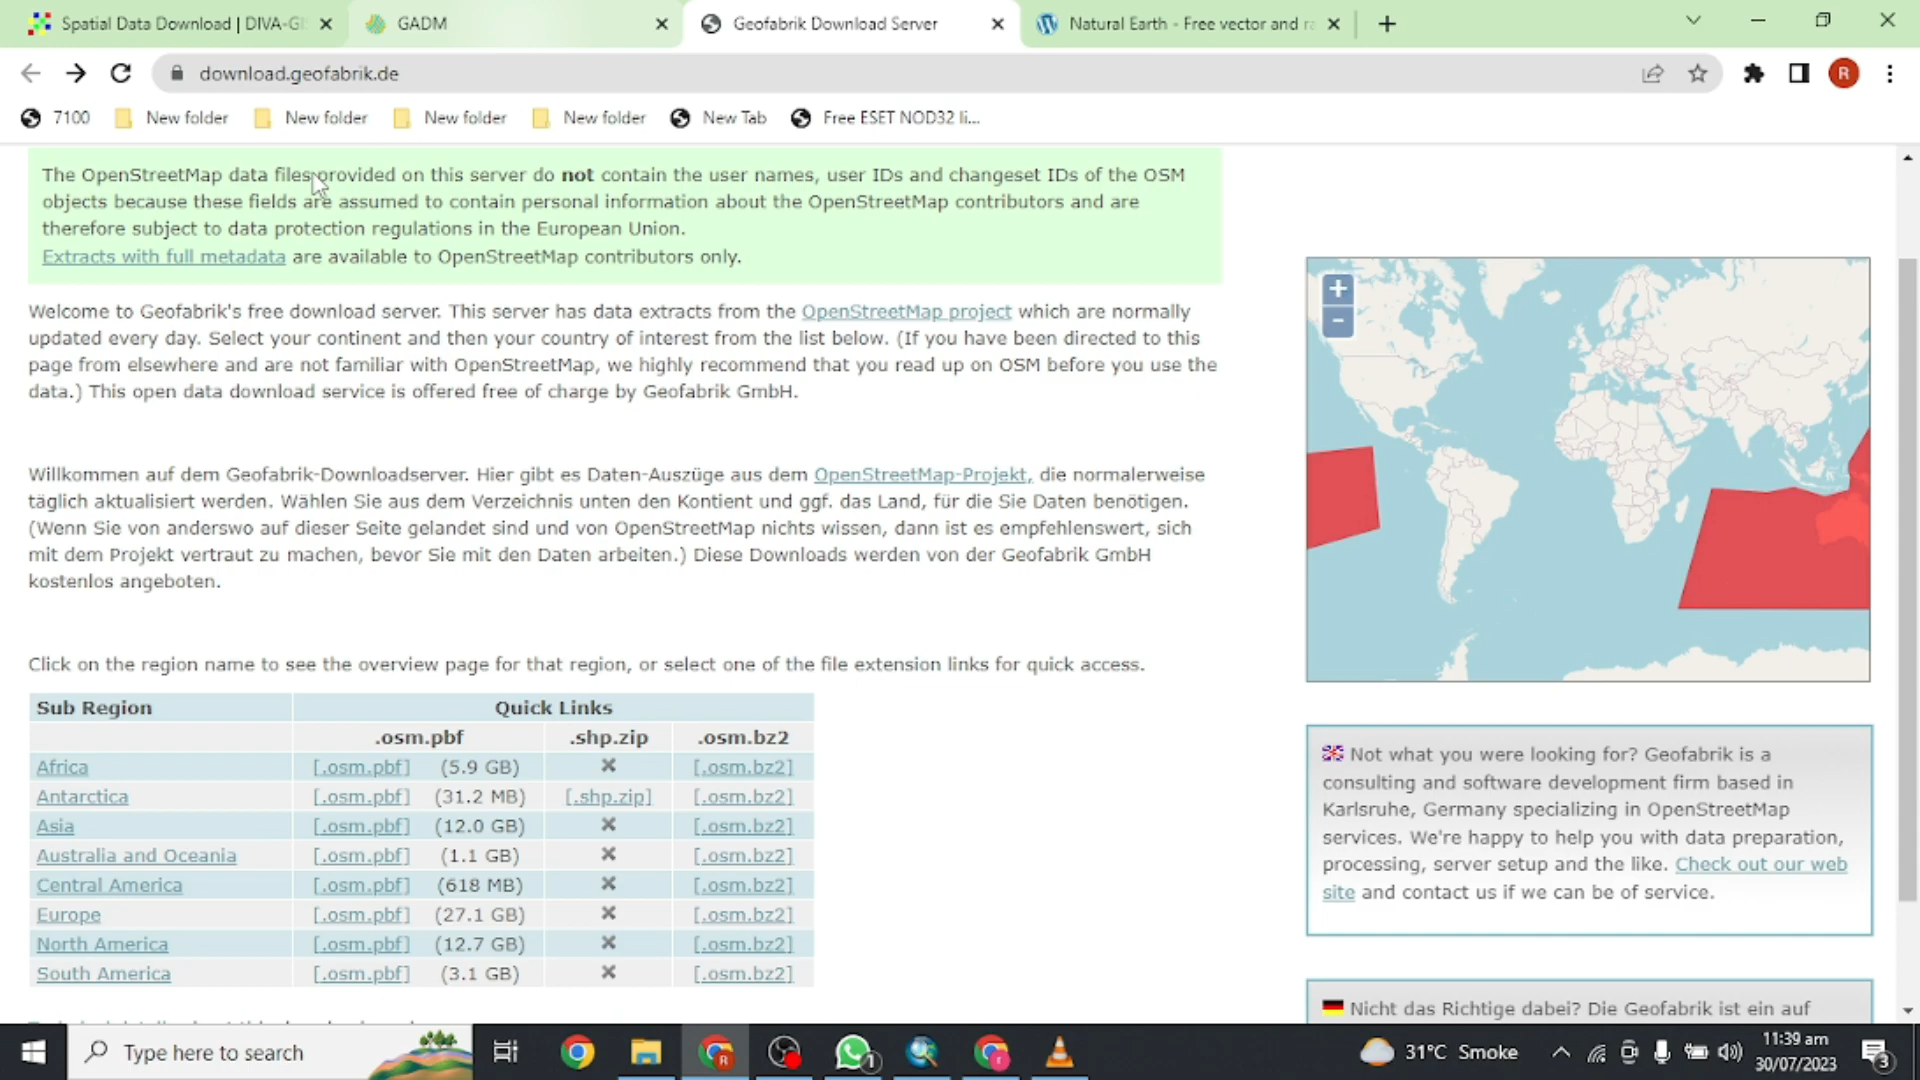 Spatial Data Download | DIVA-GI
GADM
Geofabrik Download Server
Natural Earth - Free vector and ra
download.geofabrik.de
R
7100
New folder
New folder
New folder
New folder
New Tab
Free ESET NOD32 li...
The OpenStreetMap data files provided on this server do not contain the user names, user IDs and changeset IDs of the OSM
objects because these fields are assumed to contain personal information about the OpenStreetMap contributors and are
therefore subject to data protection regulations in the European Union.
Extracts with full metadata are available to OpenStreetMap contributors only.
Welcome to Geofabrik's free download server. This server has data extracts from the OpenStreetMap project which are normally
updated every day. Select your continent and then your country of interest from the list below. (If you have been directed to this
page from elsewhere and are not familiar with OpenStreetMap, we highly recommend that you read up on OSM before you use the
data.) This open data download service is offered free of charge by Geofabrik GmbH.
Willkommen auf dem Geofabrik-Downloadserver. Hier gibt es Daten-Auszüge aus dem OpenStreetMap-Projekt, die normalerweise
täglich aktualisiert werden. Wählen Sie aus dem Verzeichnis unten den Kontient und ggf. das Land, für die Sie Daten benötigen.
(Wenn Sie von anderswo auf dieser Seite gelandet sind und von OpenStreetMap nichts wissen, dann ist es empfehlenswert, sich
mit dem Projekt vertraut zu machen, bevor Sie mit den Daten arbeiten.) Diese Downloads werden von der Geofabrik GmbH
kostenlos angeboten.
Click on the region name to see the overview page for that region, or select one of the file extension links for quick access.
Sub Region Quick Links
.osm.pbf .shp.zip .osm.bz2
Africa [.osm.pbf] (5.9 GB) ✕ [.osm.bz2]
Antarctica [.osm.pbf] (31.2 MB) [.shp.zip] [.osm.bz2]
Asia [.osm.pbf] (12.0 GB) ✕ [.osm.bz2]
Australia and Oceania [.osm.pbf] (1.1 GB) ✕ [.osm.bz2]
Central America [.osm.pbf] (618 MB) ✕ [.osm.bz2]
Europe [.osm.pbf] (27.1 GB) ✕ [.osm.bz2]
North America [.osm.pbf] (12.7 GB) ✕ [.osm.bz2]
South America [.osm.pbf] (3.1 GB) ✕ [.osm.bz2]
+
-
Not what you were looking for? Geofabrik is a
consulting and software development firm based in
Karlsruhe, Germany specializing in OpenStreetMap
services. We're happy to help you with data preparation,
processing, server setup and the like. Check out our web
site and contact us if we can be of service.
Nicht das Richtige dabei? Die Geofabrik ist ein auf
Type here to search
R
1
31°C Smoke
11:39 am
30/07/2023
3